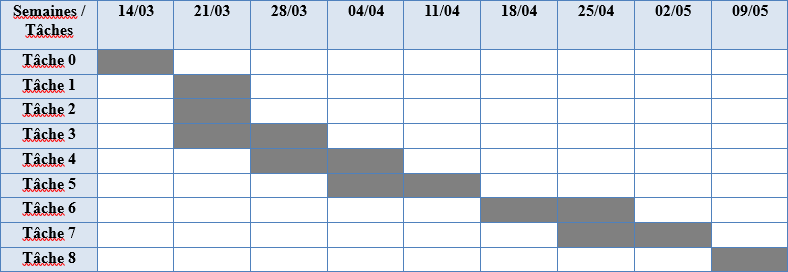 Semaines / 14/03 21/03 28/03 04/04 11/04 18/04 25/04 02/05 09/05
Tâches
Tâche 0
Tâche 1
Tâche 2
Tâche 3
Tâche 4
Tâche 5
Tâche 6
Tâche 7
Tâche 8